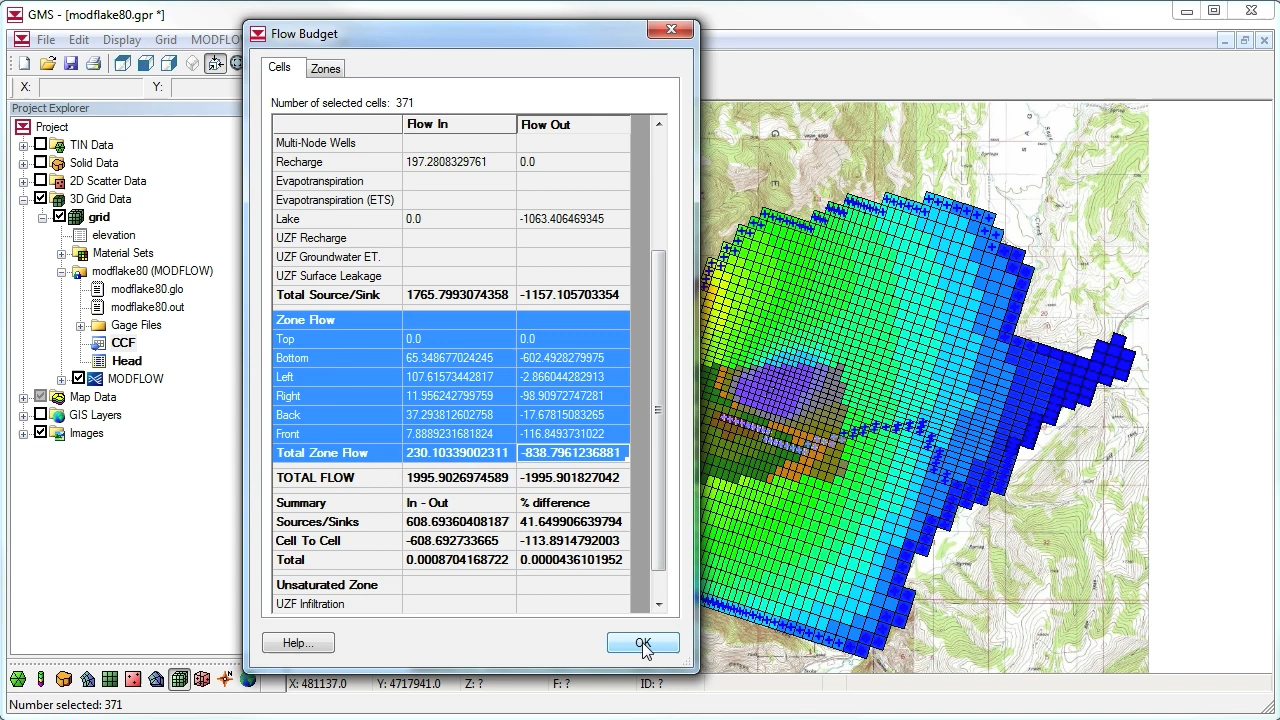 GMS - [modflake80.gpr *]
File Edit Display Grid MODFLO
X: Y:
Project Explorer
Project
TIN Data
Solid Data
2D Scatter Data
3D Grid Data
grid
elevation
Material Sets
modflake80 (MODFLOW)
modflake80.glo
modflake80.out
Gage Files
CCF
Head
MODFLOW
Map Data
GIS Layers
Images
Flow Budget
Cells Zones
Number of selected cells: 371
Flow In Flow Out
Multi-Node Wells
Recharge 197.2808329761 0.0
Evapotranspiration
Evapotranspiration (ETS)
Lake 0.0 -1063.406469345
UZF Recharge
UZF Groundwater ET.
UZF Surface Leakage
Total Source/Sink 1765.7993074358 -1157.105703354
Zone Flow
Top 0.0 0.0
Bottom 65.348677024245 -602.4928279975
Left 107.61573442817 -2.866044282913
Right 11.956242799759 -98.90972747281
Back 37.293812602758 -17.67815083265
Front 7.8889231681824 -116.8493731022
Total Zone Flow 230.10339002311 -838.7961236881
TOTAL FLOW 1995.9026974589 -1995.901827042
Summary In - Out % difference
Sources/Sinks 608.69360408187 41.649906639794
Cell To Cell -608.692733665 -113.8914792003
Total 0.0008704168722 0.0000436101952
Unsaturated Zone
UZF Infiltration
Help... OK
X: 481137.0 Y: 4717941.0 Z: ? F: ? ID: ?
Number selected: 371